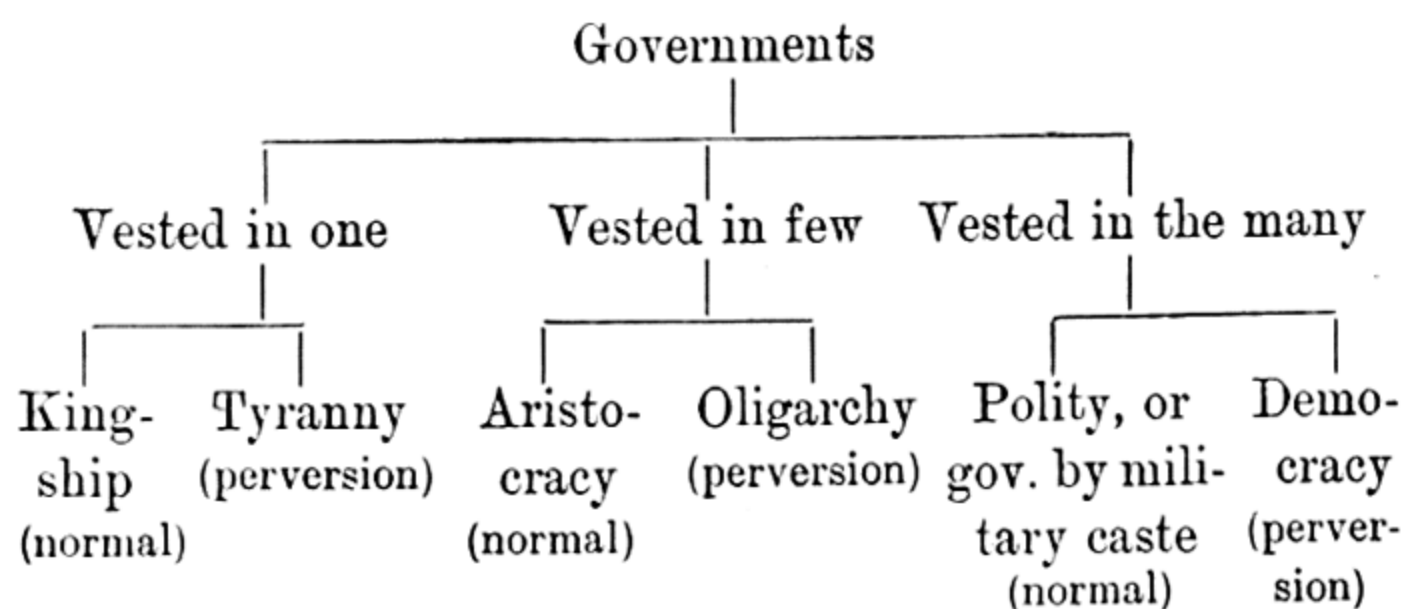 Governments
Vested in one
Vested in few
Vested in the many
King-
ship
(normal)
Tyranny
(perversion)
Aristo-
cracy
(normal)
Oligarchy
(perversion)
Polity, or
gov. by mili-
tary caste
(normal)
Demo-
cracy
(perver-
sion)